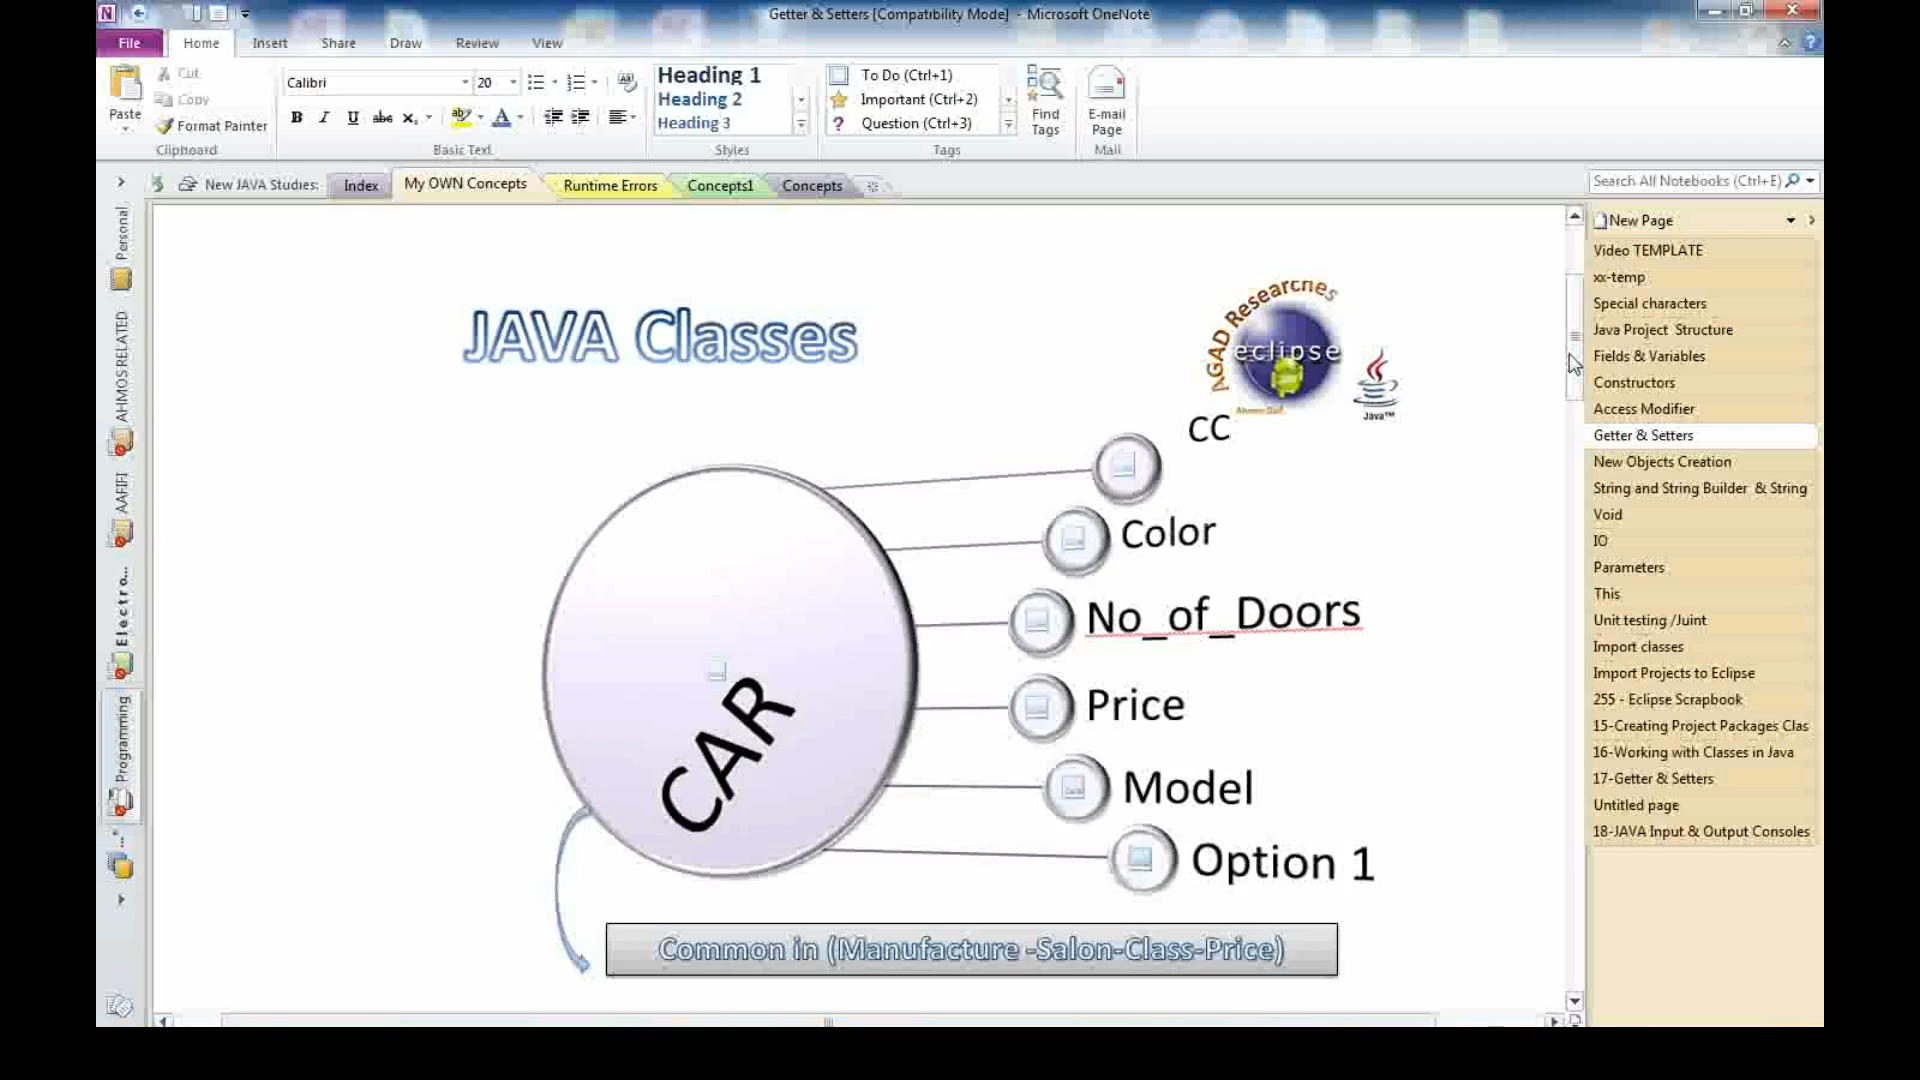 Getter & Setters [Compatibility Mode] - Microsoft OneNote
File Home Insert Share Draw Review View
Paste
Cut
Copy
Format Painter
Clipboard
Calibri 20
B I U abc x₂ ab A
Basic Text
Heading 1
Heading 2
Heading 3
Styles
To Do (Ctrl+1)
Important (Ctrl+2)
? Question (Ctrl+3)
Tags
Find
Tags
E-mail
Page
Mail
New JAVA Studies: Index My OWN Concepts Runtime Errors Concepts1 Concepts
Search All Notebooks (Ctrl+E)
Personal
AHMOS RELATED
AAFIFI
Electro...
Programming
JAVA Classes
AGAD Researches
eclipse
Java™
CC
Color
No_of_Doors
Price
Model
Option 1
CAR
Common in (Manufacture -Salon-Class-Price)
New Page
Video TEMPLATE
xx-temp
Special characters
Java Project Structure
Fields & Variables
Constructors
Access Modifier
Getter & Setters
New Objects Creation
String and String Builder & String
Void
IO
Parameters
This
Unit testing /Juint
Import classes
Import Projects to Eclipse
255 - Eclipse Scrapbook
15-Creating Project Packages Clas
16-Working with Classes in Java
17-Getter & Setters
Untitled page
18-JAVA Input & Output Consoles